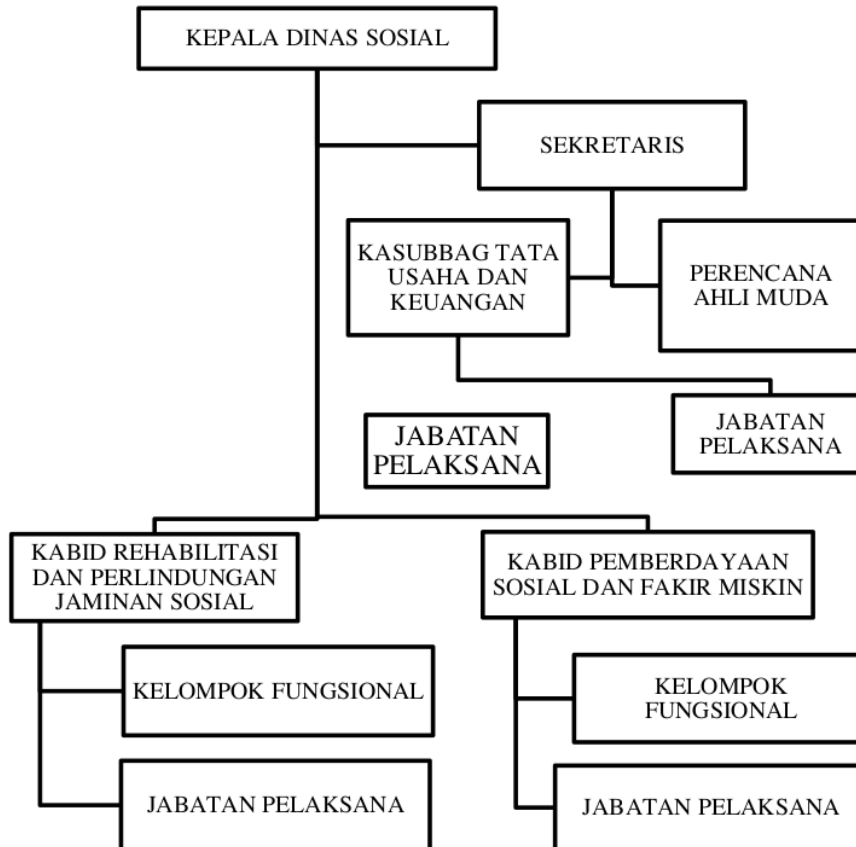 KEPALA DINAS SOSIAL
SEKRETARIS
KASUBBAG TATA
USAHA DAN
KEUANGAN
PERENCANA
AHLI MUDA
JABATAN
PELAKSANA
JABATAN
PELAKSANA
KABID REHABILITASI
DAN PERLINDUNGAN
JAMINAN SOSIAL
KABID PEMBERDAYAAN
SOSIAL DAN FAKIR MISKIN
KELOMPOK FUNGSIONAL
KELOMPOK
FUNGSIONAL
JABATAN PELAKSANA
JABATAN PELAKSANA